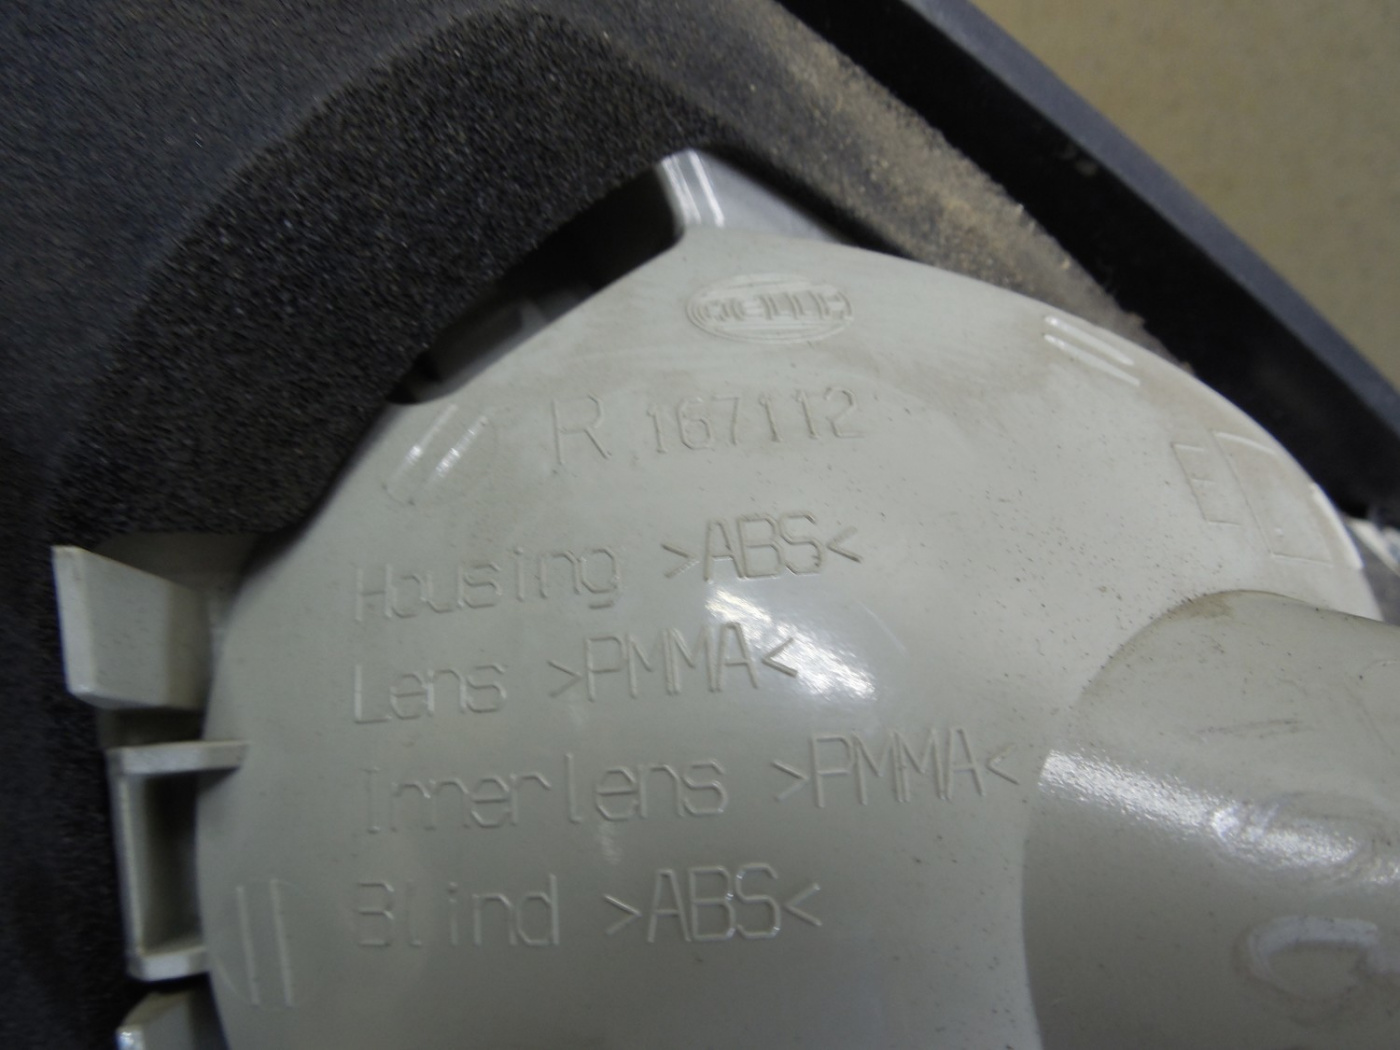 HELLA
R 167112
E
Housing >ABS<
Lens >PMMA<
Innerlens >PMMA<
Blind >ABS<